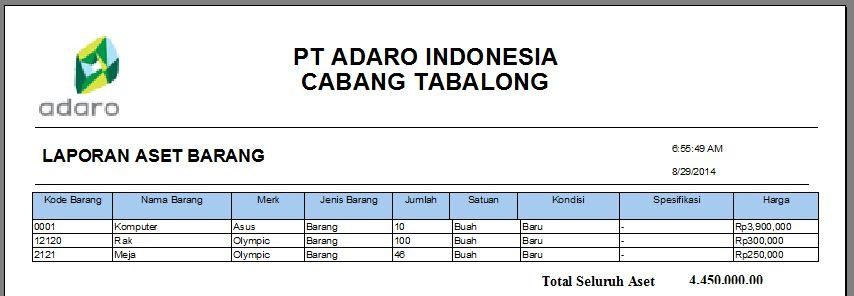 PT ADARO INDONESIA
CABANG TABALONG
adaro
LAPORAN ASET BARANG
6:55:49 AM
8/29/2014
Kode Barang Nama Barang Merk Jenis Barang Jumlah Satuan Kondisi Spesifikasi Harga
0001 Komputer Asus Barang 10 Buah Baru - Rp3,900,000
12120 Rak Olympic Barang 100 Buah Baru - Rp300,000
2121 Meja Olympic Barang 46 Buah Baru - Rp250,000
Total Seluruh Aset 4.450.000.00